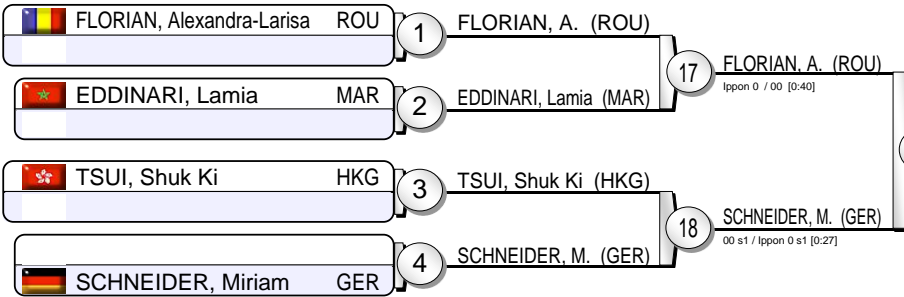 FLORIAN, Alexandra-Larisa ROU
1
FLORIAN, A. (ROU)
17
FLORIAN, A. (ROU)
Ippon 0 / 00 [0:40]
EDDINARI, Lamia MAR
2
EDDINARI, Lamia (MAR)
TSUI, Shuk Ki HKG
3
TSUI, Shuk Ki (HKG)
18
SCHNEIDER, M. (GER)
00 s1 / Ippon 0 s1 [0:27]
SCHNEIDER, Miriam GER
4
SCHNEIDER, M. (GER)